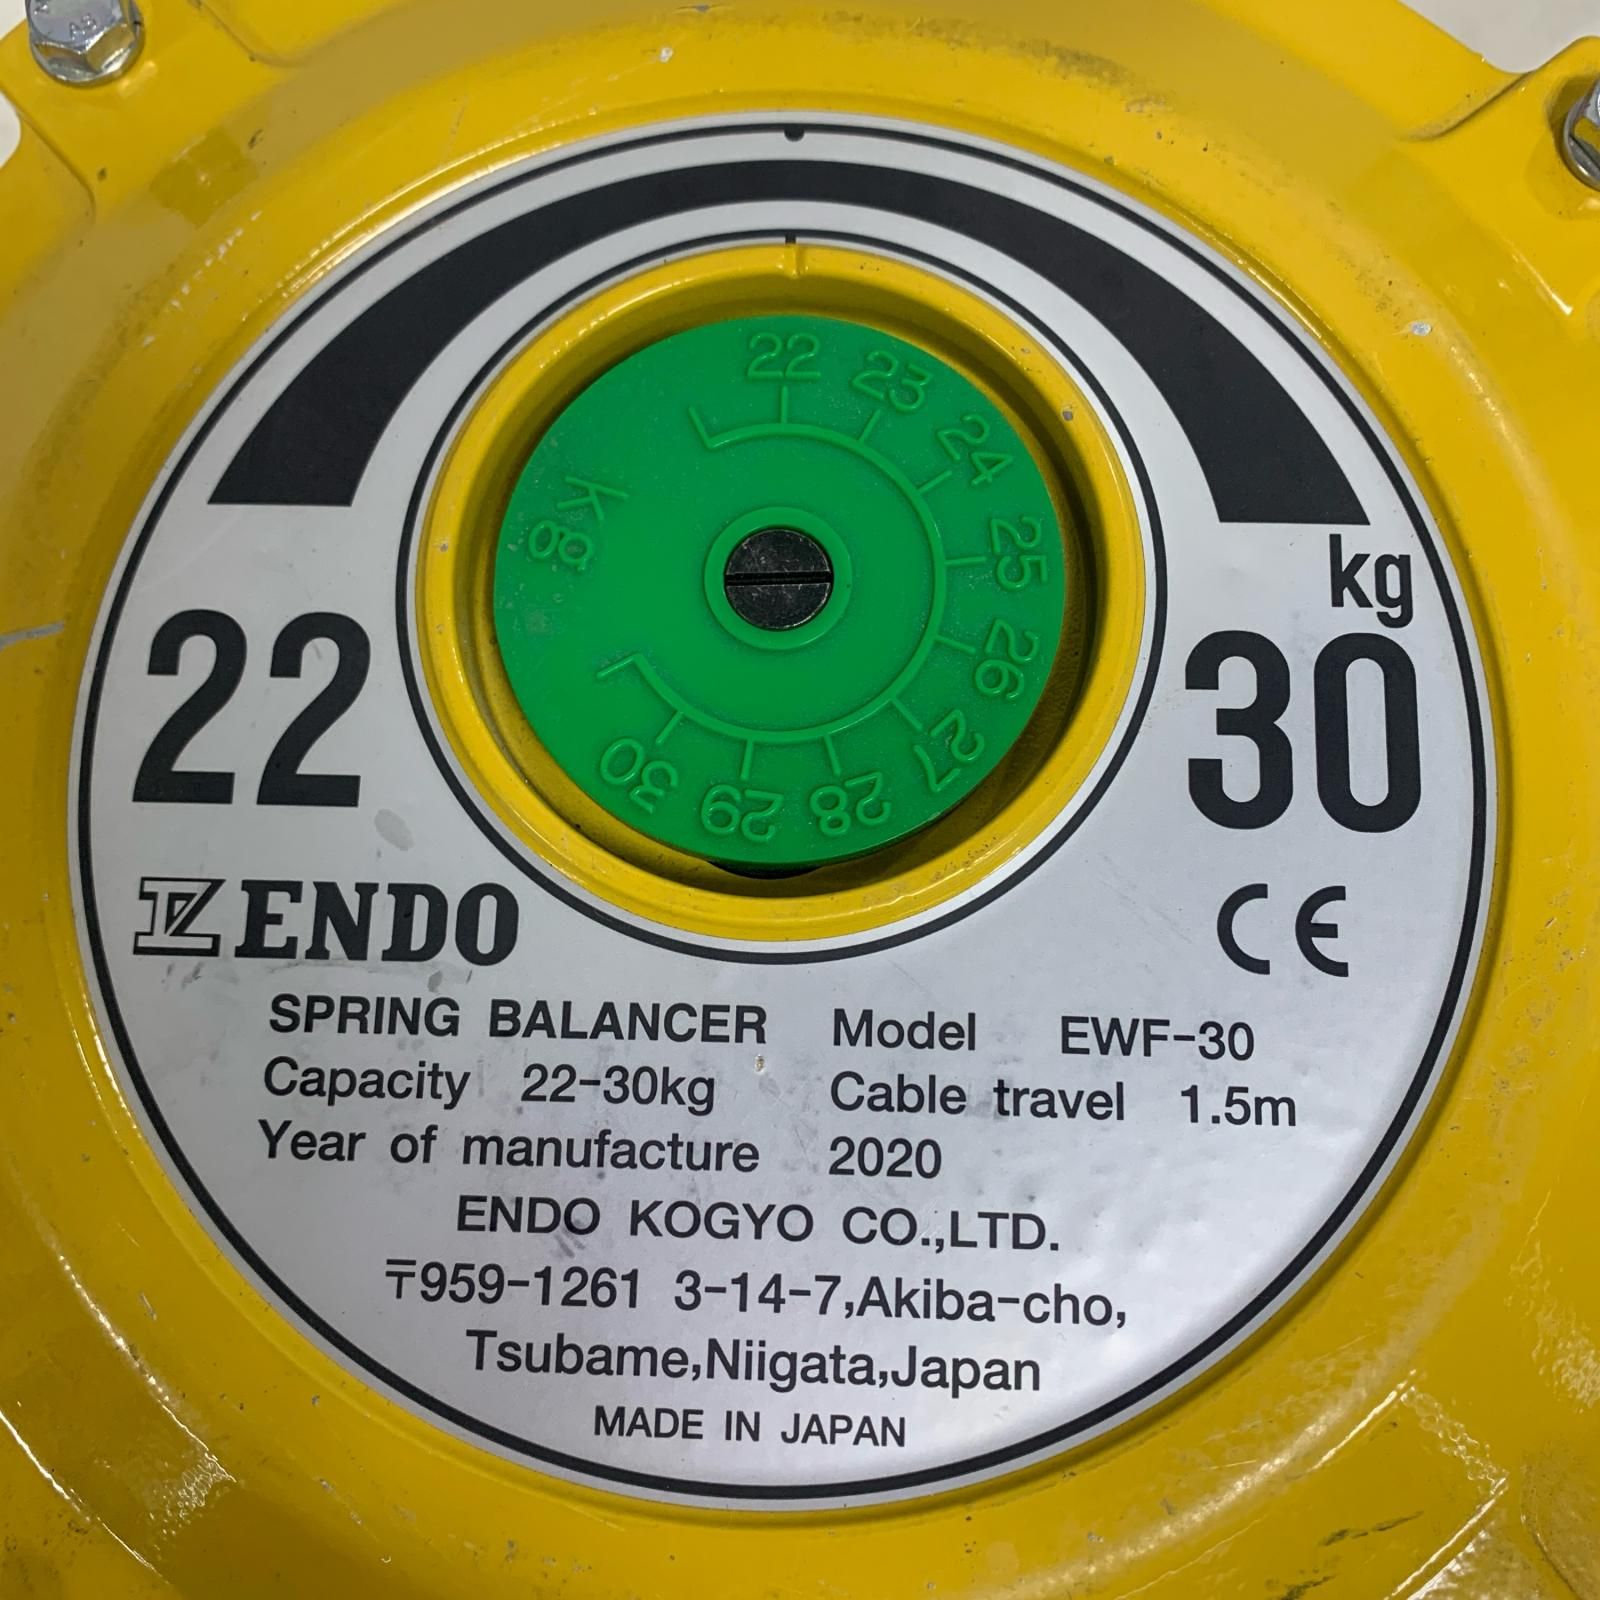 22
23
24
25
26
27
28
29
30
kg
22
kg
30
ENDO
CE
SPRING BALANCER Model EWF-30
Capacity 22-30kg Cable travel 1.5m
Year of manufacture 2020
ENDO KOGYO CO.,LTD.
〒959-1261 3-14-7,Akiba-cho,
Tsubame,Niigata,Japan
MADE IN JAPAN